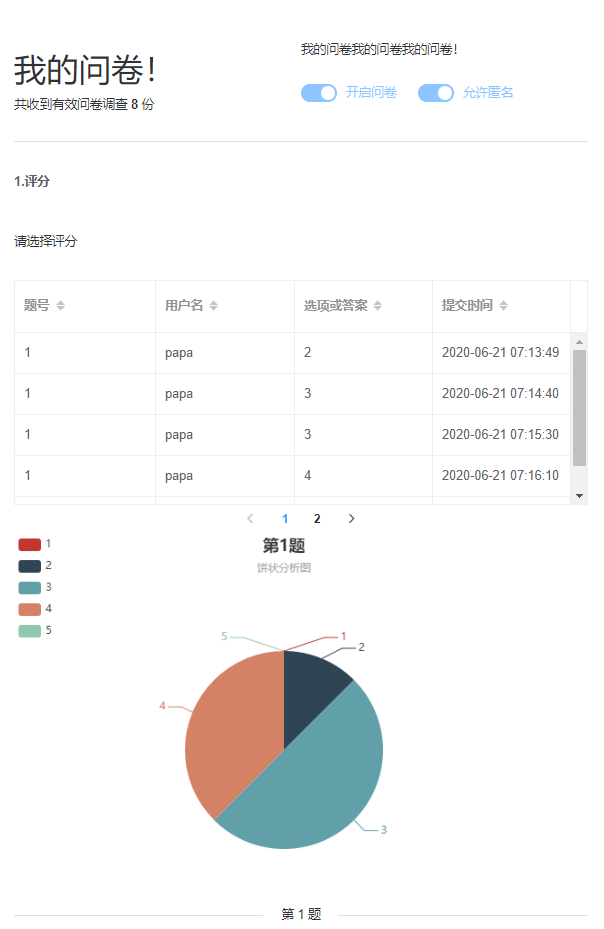 我的问卷!
共收到有效问卷调查 8 份
我的问卷我的问卷我的问卷!
开启问卷 允许匿名
1.评分
请选择评分
题号 用户名 选项或答案 提交时间
1 papa 2 2020-06-21 07:13:49
1 papa 3 2020-06-21 07:14:40
1 papa 3 2020-06-21 07:15:30
1 papa 4 2020-06-21 07:16:10
1 2
第1题
饼状分析图
1
2
3
4
5
5 1
2
4
3
第 1 题